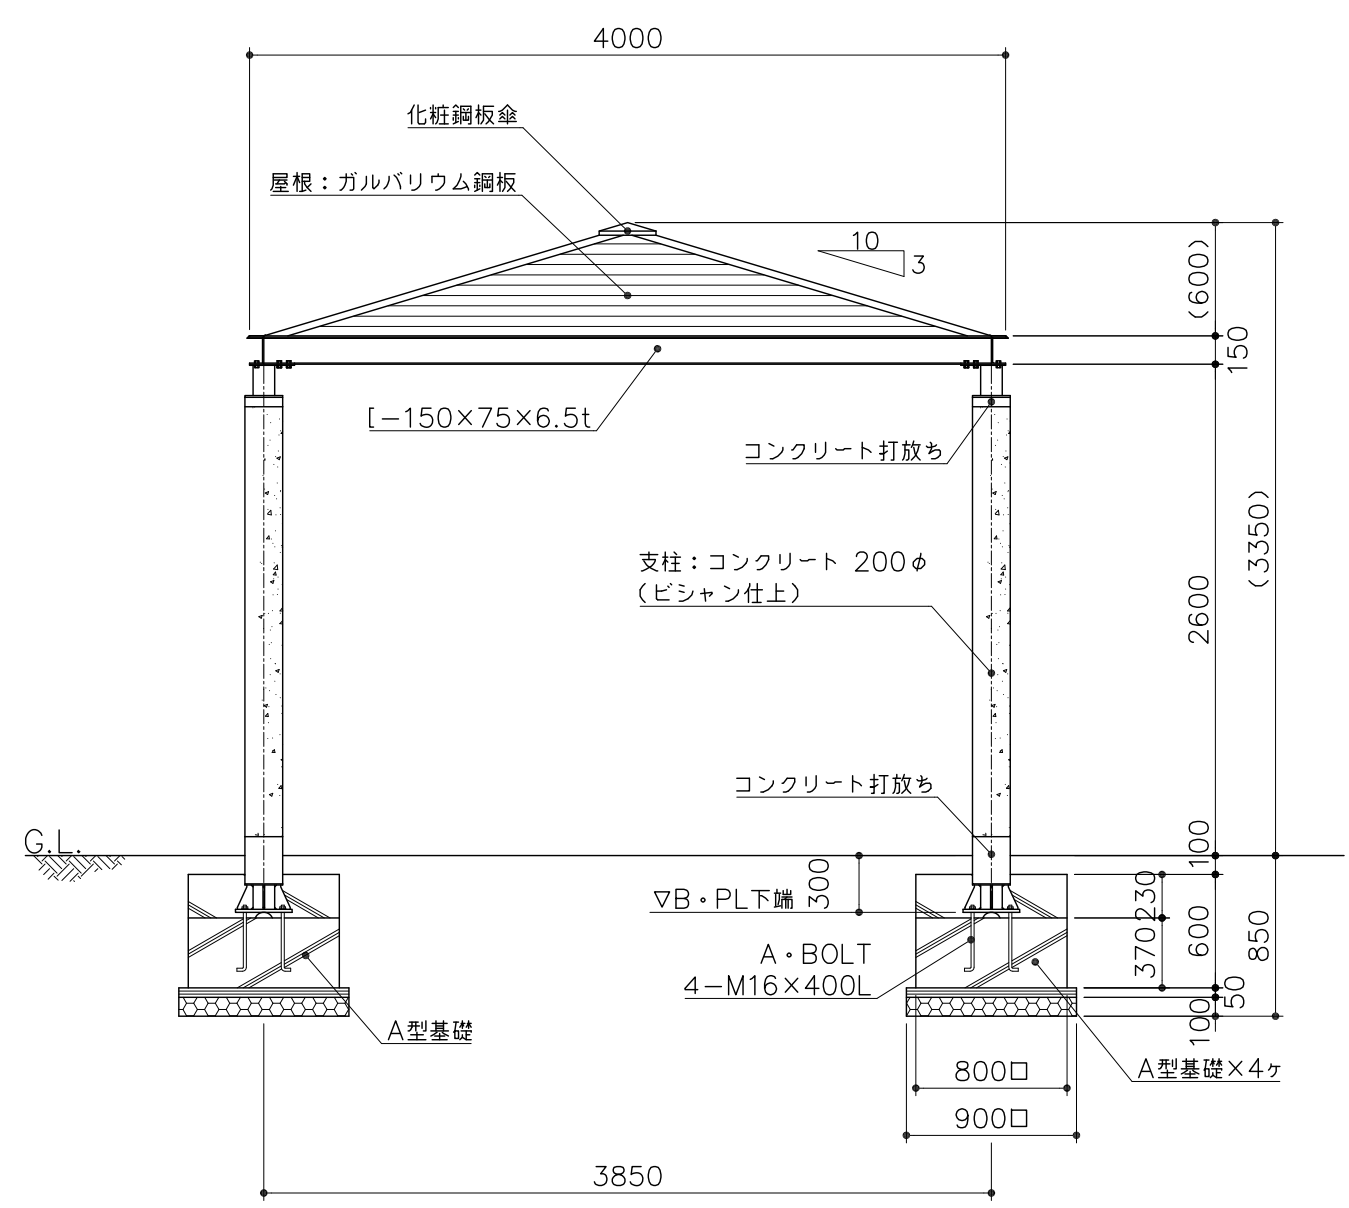 4000
化粧鋼板傘
屋根：ガルバリウム鋼板
10
3
(600)
150
[-150×75×6.5t
コンクリート打放ち
(3350)
支柱：コンクリート 200φ
(ビシャン仕上)
2600
コンクリート打放ち
G.L.
100
300
▽B・PL下端
230
370
600
850
A・BOLT
4-M16×400L
50
100
A型基礎
A型基礎×4ヶ
800□
900□
3850